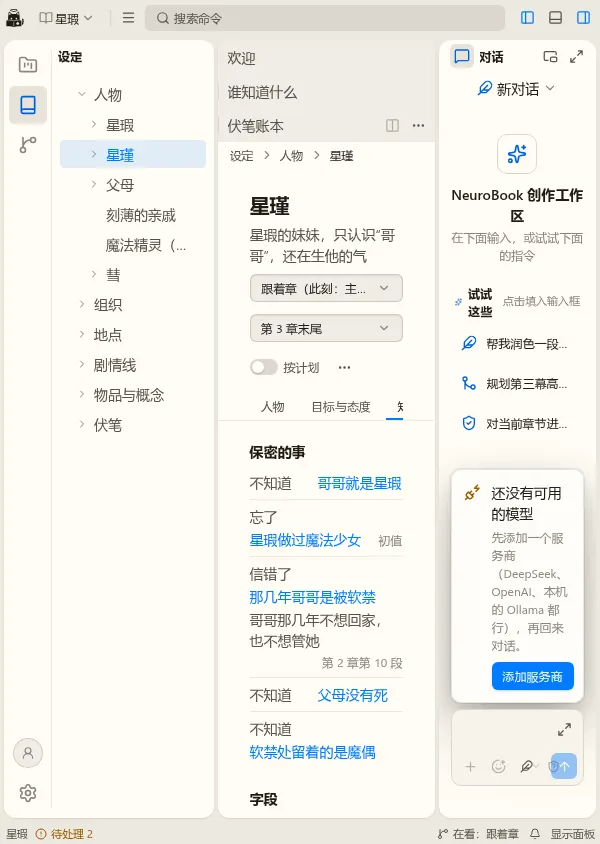 星瑕
搜索命令
设定
人物
星瑕
星瑾
父母
刻薄的亲戚
魔法精灵（...
彗
组织
地点
剧情线
物品与概念
伏笔
欢迎
谁知道什么
伏笔账本
设定 > 人物 > 星瑾
星瑾
星瑕的妹妹，只认识“哥
哥”，还在生他的气
跟着章（此刻：主...
第 3 章末尾
按计划
人物 目标与态度
保密的事
不知道 哥哥就是星瑕
忘了
星瑕做过魔法少女 初值
信错了
那几年哥哥是被软禁
哥哥那几年不想回家，
也不想管她
第 2 章第 10 段
不知道 父母没有死
不知道
软禁处留着的是魔偶
字段
对话
新对话
NeuroBook 创作工作
区
在下面输入，或试试下面
的指令
试试
这些
点击填入输入框
帮我润色一段...
规划第三幕高...
对当前章节进...
还没有可用
的模型
先添加一个服
务商
（DeepSeek、
OpenAI、本机
的 Ollama 都
行），再回来
对话。
添加服务商
星瑕 待处理 2
在看：跟着章 显示面板